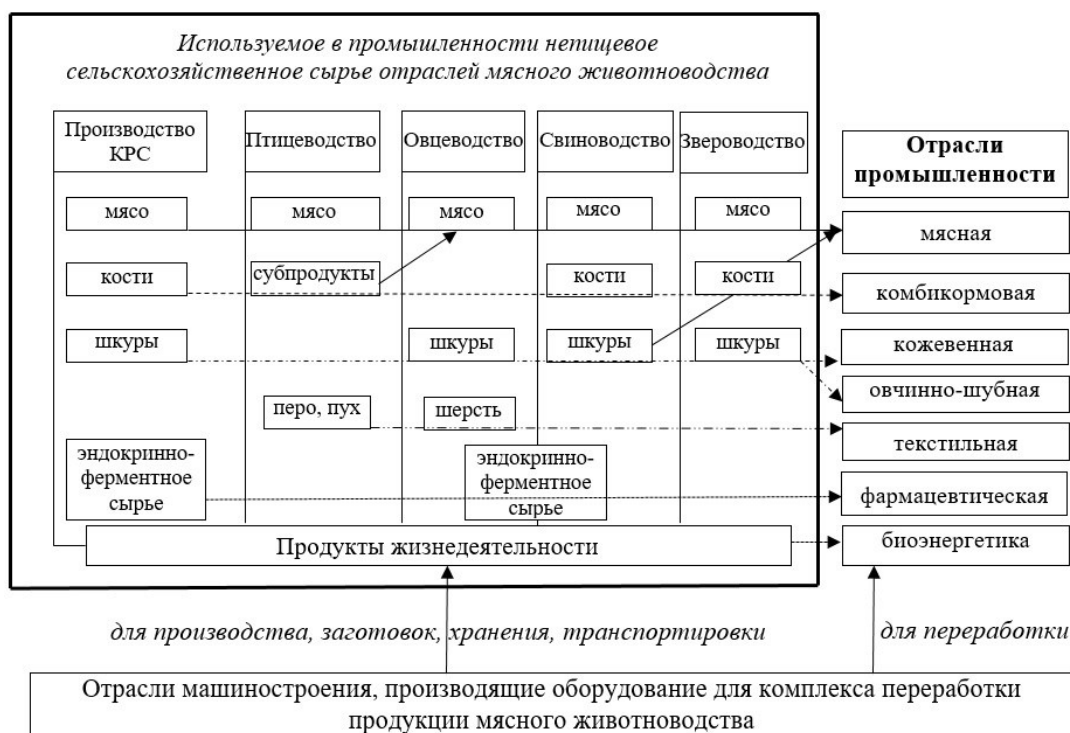 Используемое в промышленности непищевое
сельскохозяйственное сырье отраслей мясного животноводства
Производство
КРС
Птицеводство
Овцеводство
Свиноводство
Звероводство
Отрасли
промышленности
мясо
мясо
мясо
мясо
мясо
мясная
кости
субпродукты
кости
кости
комбикормовая
шкуры
шкуры
шкуры
шкуры
кожевенная
овчинно-шубная
перо, пух
шерсть
текстильная
эндокринно-
ферментное
сырье
эндокринно-
ферментное
сырье
фармацевтическая
Продукты жизнедеятельности
биоэнергетика
для производства, заготовок, хранения, транспортировки
для переработки
Отрасли машиностроения, производящие оборудование для комплекса переработки
продукции мясного животноводства